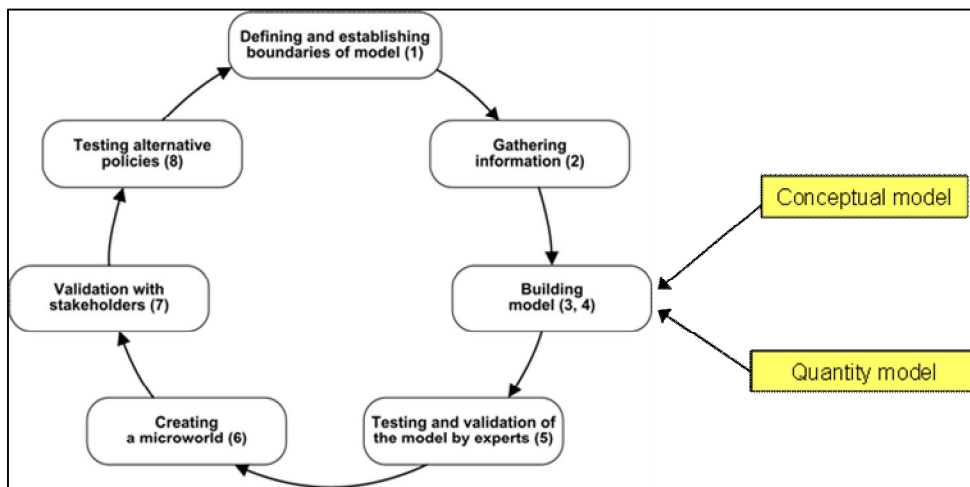 Defining and establishing
boundaries of model (1)
Gathering
information (2)
Building
model (3, 4)
Testing and validation of
the model by experts (5)
Creating
a microworld (6)
Validation with
stakeholders (7)
Testing alternative
policies (8)
Conceptual model
Quantity model